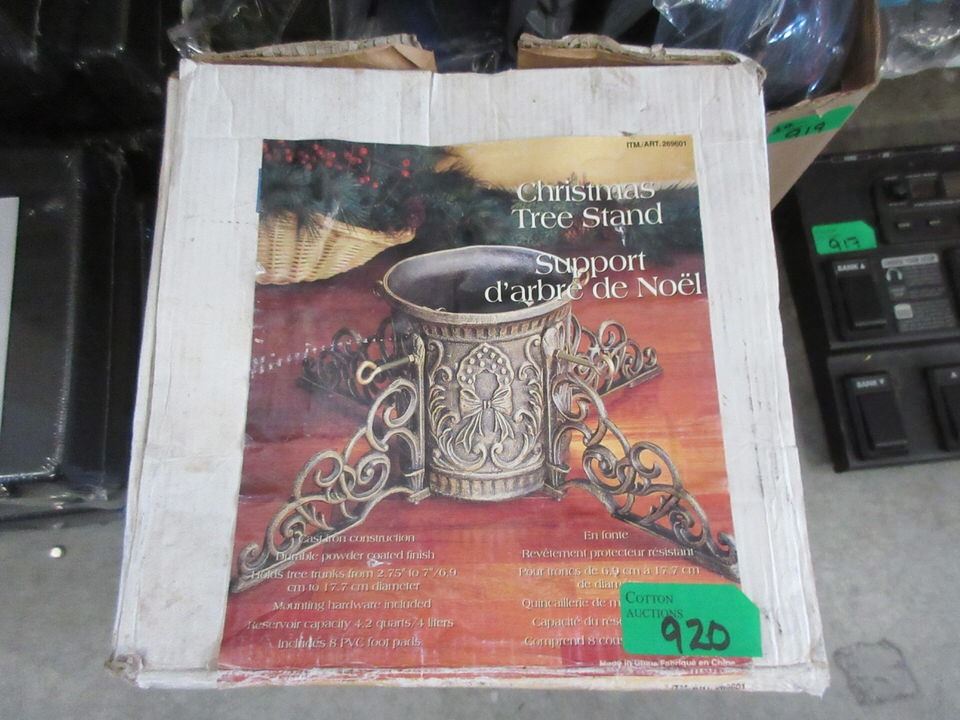 ITM./ART. 269601
Christmas
Tree Stand
Support
d'arbre de Noël
Cast iron construction
Durable powder coated finish
Holds tree trunks from 2.75" to 7"/6.9
cm to 17.7 cm diameter
Mounting hardware included
Reservoir capacity 4.2 quarts/4 liters
Includes 8 PVC foot pads
En fonte
Revêtement protecteur résistant
Pour troncs de 6,9 cm à 17,7 cm
de
Quincaillerie de
Capacité du
Comprend 8
Made in China Fabriqué en Chine
ITM./ART. 269601
COTTON
AUCTIONS
920
919
917
BANK ▲
BANK ▼